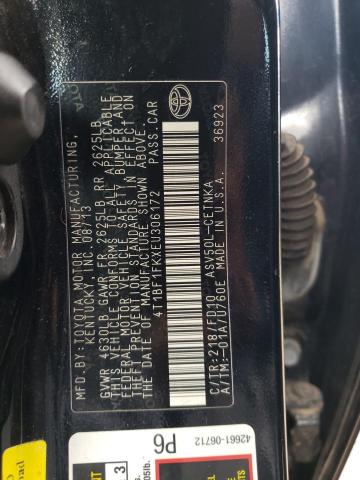 MFD. BY: TOYOTA MOTOR MANUFACTURING,
KENTUCKY, INC. 08/13
GVWR 4630LB GAWR FR. 2625LB RR. 2625LB
THIS VEHICLE CONFORMS TO ALL APPLICABLE
FEDERAL MOTOR VEHICLE SAFETY, BUMPER, AND
THEFT PREVENTION STANDARDS IN EFFECT ON
THE DATE OF MANUFACTURE SHOWN ABOVE.
4T1BF1FKXEU306172 PASS. CAR
C/TR:218/FD10 ASV50L-CETNKA
A/TM:-01A/U760E MADE IN U.S.A.
36923
42661-06712
P6